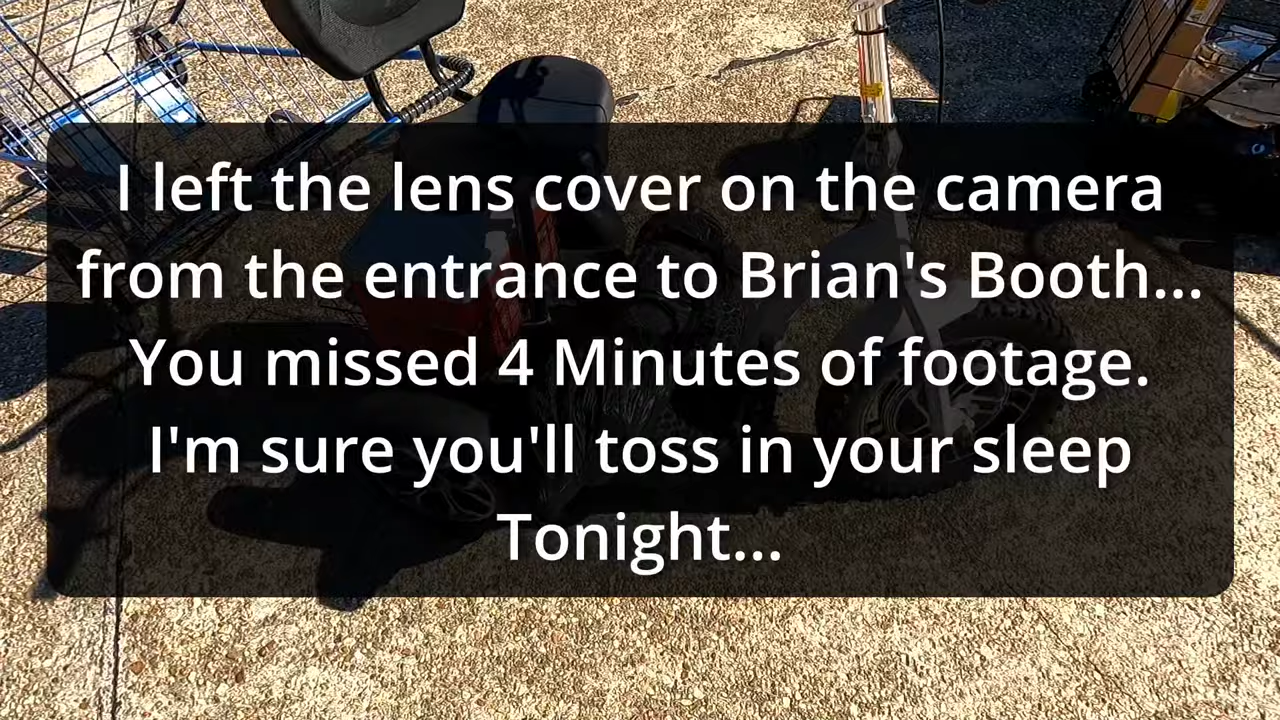 I left the lens cover on the camera
from the entrance to Brian's Booth...
You missed 4 Minutes of footage.
I'm sure you'll toss in your sleep
Tonight...